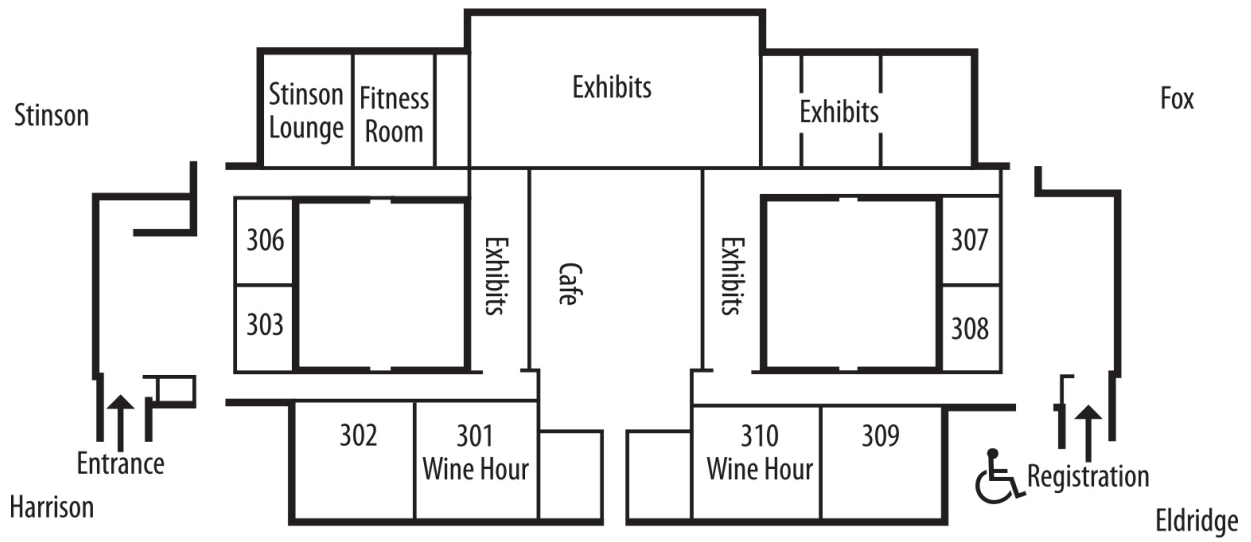 Exhibits
Stinson
Lounge
Fitness
Room
Exhibits
Stinson
Fox
306
303
Exhibits
Cafe
Exhibits
307
308
302
301
Wine Hour
310
Wine Hour
309
Entrance
Registration
Harrison
Eldridge